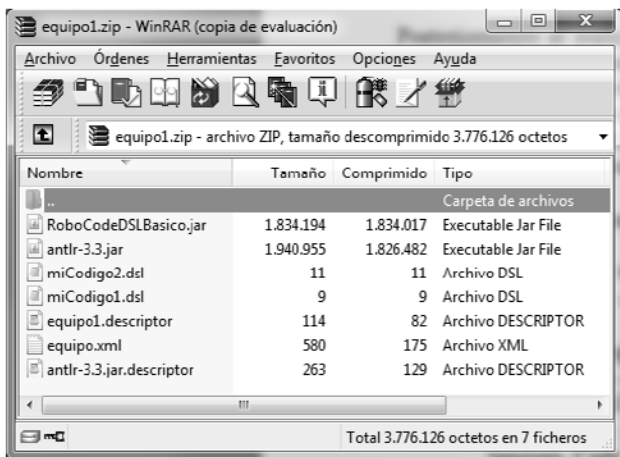 equipo1.zip - WinRAR (copia de evaluación)
Archivo Órdenes Herramientas Favoritos Opciones Ayuda
equipo1.zip - archivo ZIP, tamaño descomprimido 3.776.126 octetos
Nombre Tamaño Comprimido Tipo
.. Carpeta de archivos
RoboCodeDSLBasico.jar 1.834.194 1.834.017 Executable Jar File
antlr-3.3.jar 1.940.955 1.826.482 Executable Jar File
miCodigo2.dsl 11 11 Archivo DSL
miCodigo1.dsl 9 9 Archivo DSL
equipo1.descriptor 114 82 Archivo DESCRIPTOR
equipo.xml 580 175 Archivo XML
antlr-3.3.jar.descriptor 263 129 Archivo DESCRIPTOR
Total 3.776.126 octetos en 7 ficheros